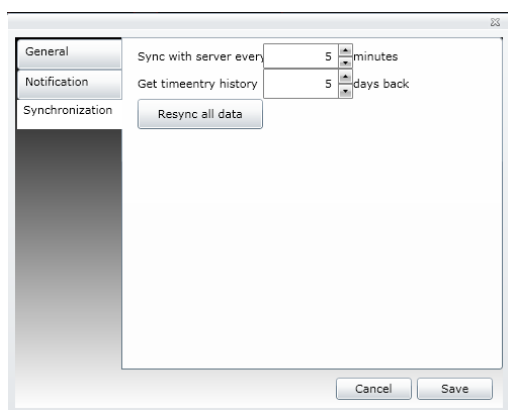 General
Notification
Synchronization
Sync with server every 5 minutes
Get timeentry history 5 days back
Resync all data
Cancel Save